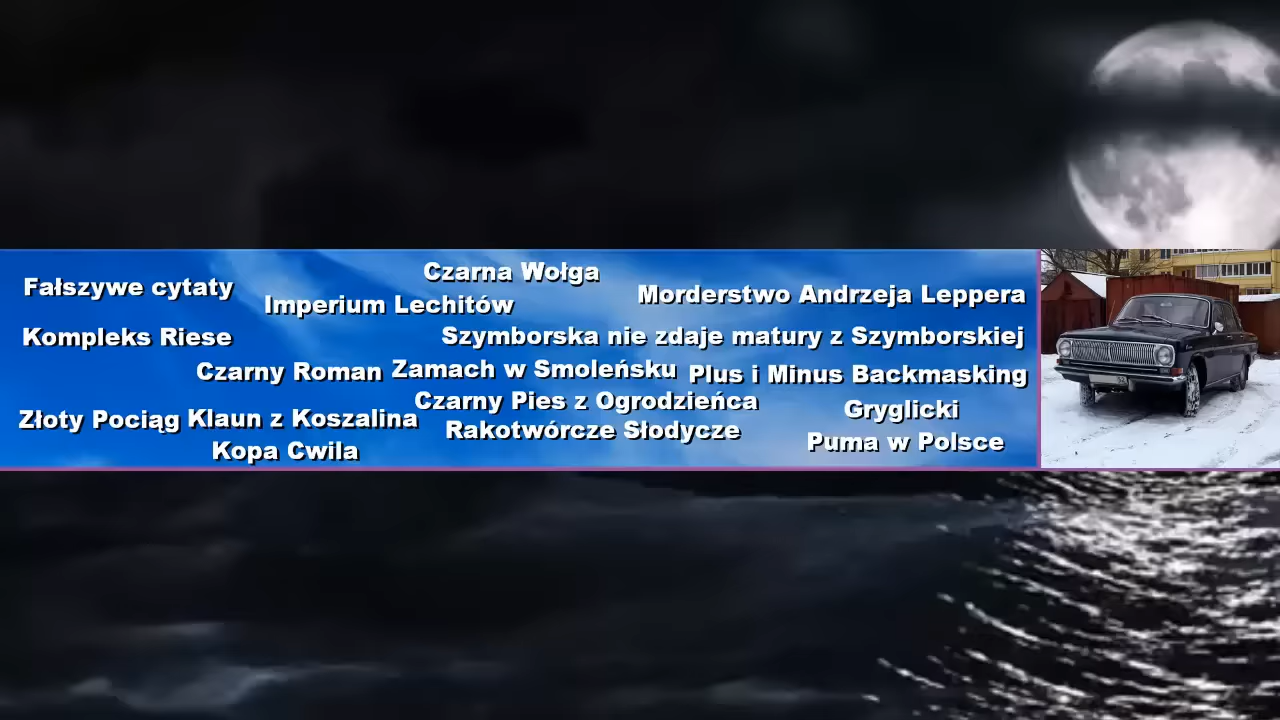 Czarna Wołga
Fałszywe cytaty
Morderstwo Andrzeja Leppera
Imperium Lechitów
Kompleks Riese
Szymborska nie zdaje matury z Szymborskiej
Czarny Roman
Zamach w Smoleńsku
Plus i Minus Backmasking
Czarny Pies z Ogrodzieńca
Gryglicki
Złoty Pociąg
Klaun z Koszalina
Rakotwórcze Słodycze
Puma w Polsce
Kopa Cwila